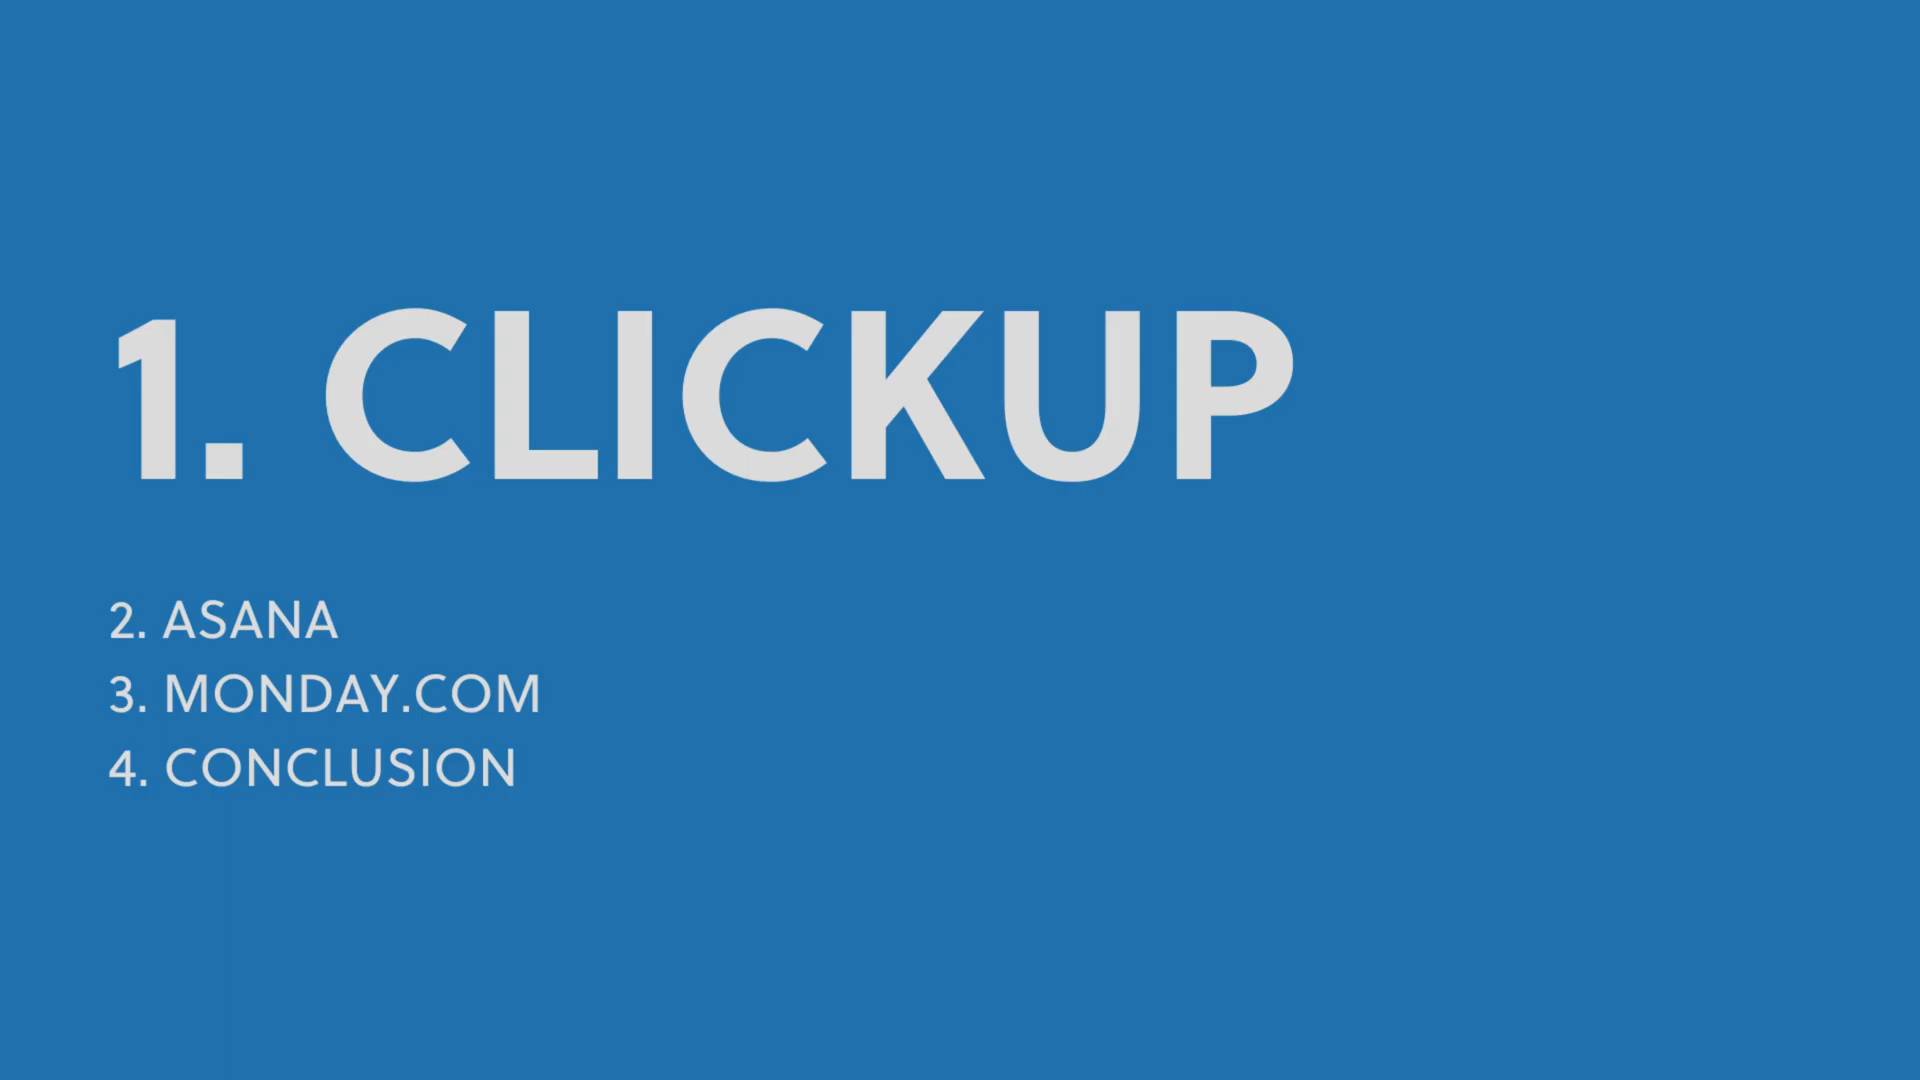 1. CLICKUP
2. ASANA
3. MONDAY.COM
4. CONCLUSION